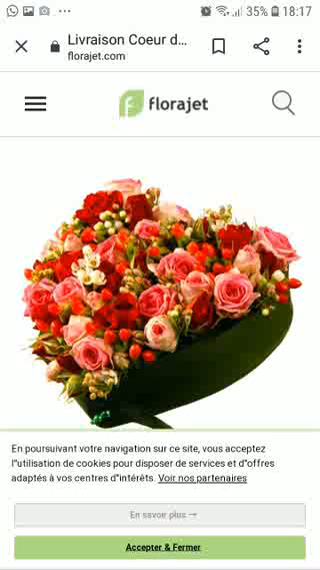 35% 18:17
Livraison Coeur d...
florajet.com
florajet
En poursuivant votre navigation sur ce site, vous acceptez
l"utilisation de cookies pour disposer de services et d"offres
adaptés à vos centres d"intérêts. Voir nos partenaires
En savoir plus →
Accepter & Fermer